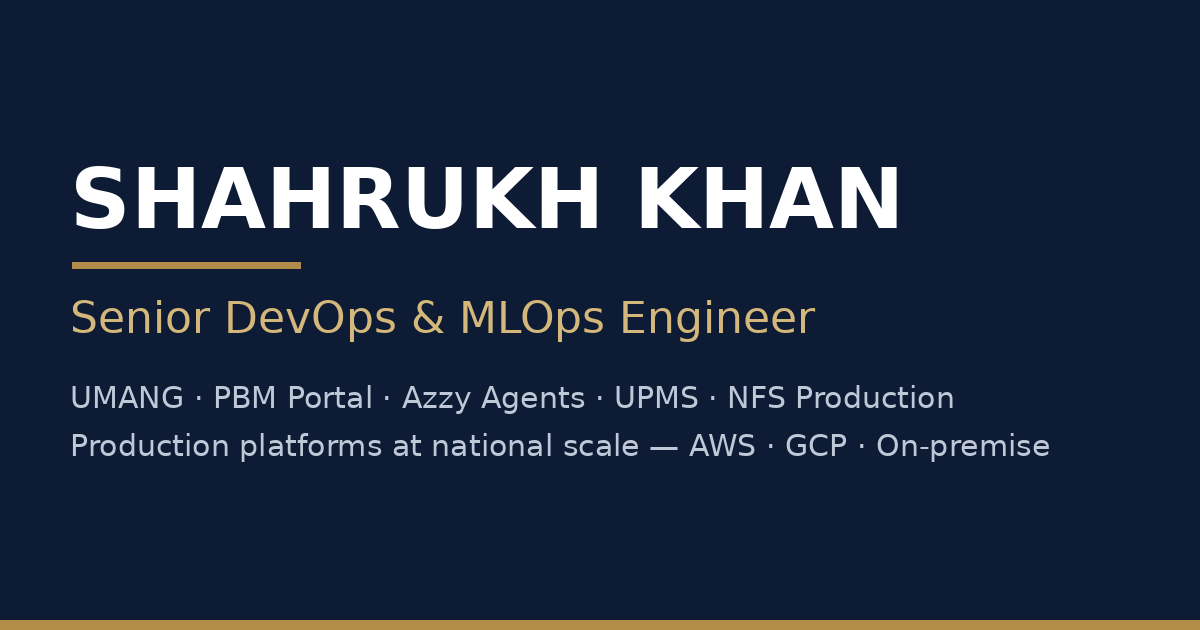 SHAHRUKH KHAN
Senior DevOps & MLOps Engineer
UMANG · PBM Portal · Azzy Agents · UPMS · NFS Production
Production platforms at national scale — AWS · GCP · On-premise